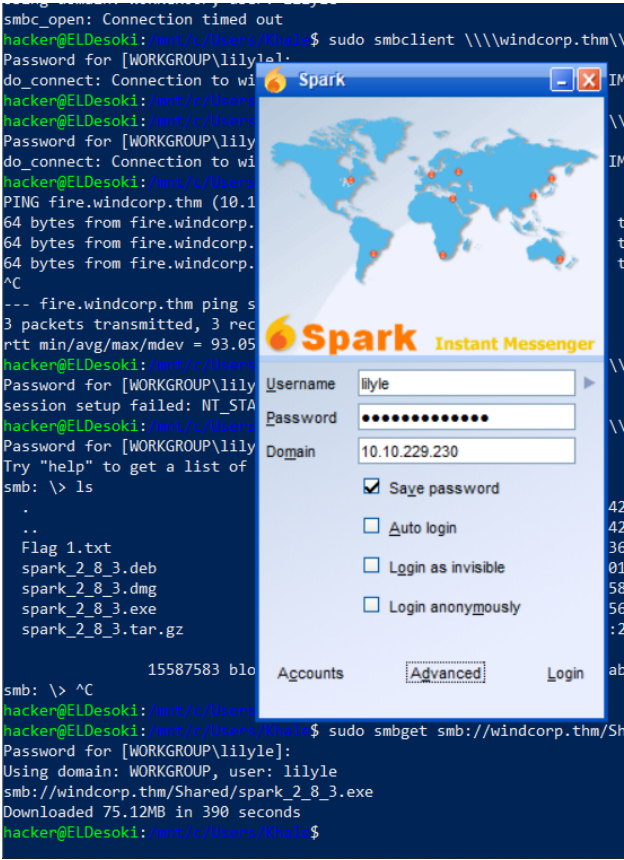 smbc_open: Connection timed out
hacker@ELDesoki:/mnt/c/Users/Khale$ sudo smbclient \\\\windcorp.thm\\
Password for [WORKGROUP\lilyle]:
do_connect: Connection to wi
hacker@ELDesoki:/mnt/c/Users
hacker@ELDesoki:/mnt/c/Users
Password for [WORKGROUP\lily
do_connect: Connection to wi
hacker@ELDesoki:/mnt/c/Users
PING fire.windcorp.thm (10.1
64 bytes from fire.windcorp.
64 bytes from fire.windcorp.
64 bytes from fire.windcorp.
^C
--- fire.windcorp.thm ping s
3 packets transmitted, 3 rec
rtt min/avg/max/mdev = 93.05
hacker@ELDesoki:/mnt/c/Users
Password for [WORKGROUP\lily
session setup failed: NT_STA
hacker@ELDesoki:/mnt/c/Users
Password for [WORKGROUP\lily
Try "help" to get a list of
smb: \> ls
.
..
Flag 1.txt
spark_2_8_3.deb
spark_2_8_3.dmg
spark_2_8_3.exe
spark_2_8_3.tar.gz
15587583 blo
smb: \> ^C
hacker@ELDesoki:/mnt/c/Users
hacker@ELDesoki:/mnt/c/Users/Khale$ sudo smbget smb://windcorp.thm/Sh
Password for [WORKGROUP\lilyle]:
Using domain: WORKGROUP, user: lilyle
smb://windcorp.thm/Shared/spark_2_8_3.exe
Downloaded 75.12MB in 390 seconds
hacker@ELDesoki:/mnt/c/Users/Khale$
Spark
Spark Instant Messenger
Username lilyle
Password
Domain 10.10.229.230
Save password
Auto login
Login as invisible
Login anonymously
Accounts Advanced Login